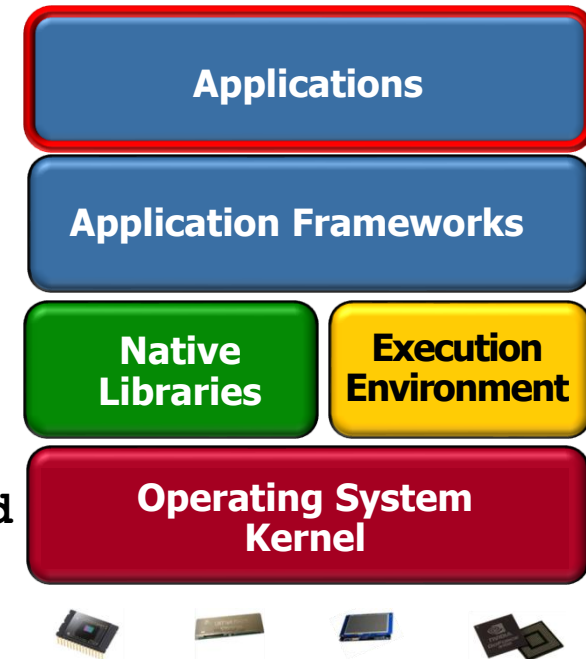 Applications
Application Frameworks
Native
Libraries
Execution
Environment
d
Operating System
Kernel